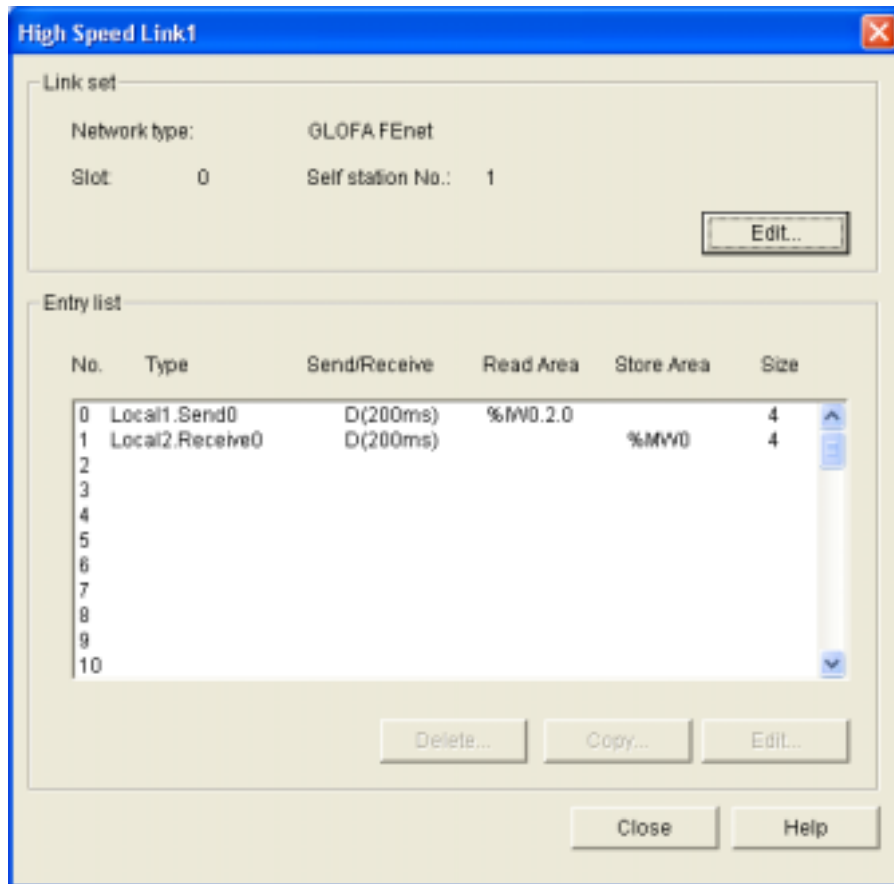 High Speed Link1
Link set
Network type: GLOFA FEnet
Slot: 0 Self station No.: 1
Edit...
Entry list
No. Type Send/Receive Read Area Store Area Size
0 Local1.Send0 D(200ms) %IW0.2.0 4
1 Local2.Receive0 D(200ms) %MW0 4
2
3
4
5
6
7
8
9
10
Delete... Copy... Edit...
Close Help